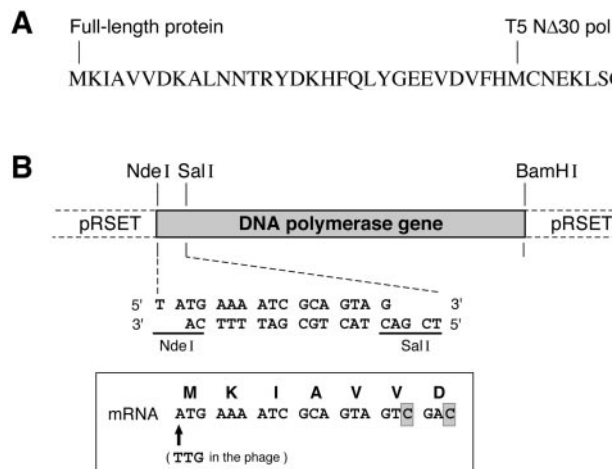 A
Full-length protein T5 NΔ30 pol
MKIAVVDKALNNTRYDKHFQLYGEEVDVFHMCNEKLS
B
Nde I Sal I BamH I
pRSET DNA polymerase gene pRSET
5' T ATG AAA ATC GCA GTA G 3'
3' AC TTT TAG CGT CAT CAG CT 5'
Nde I Sal I
M K I A V V D
mRNA ATG AAA ATC GCA GTA GTC GAC
( TTG in the phage )